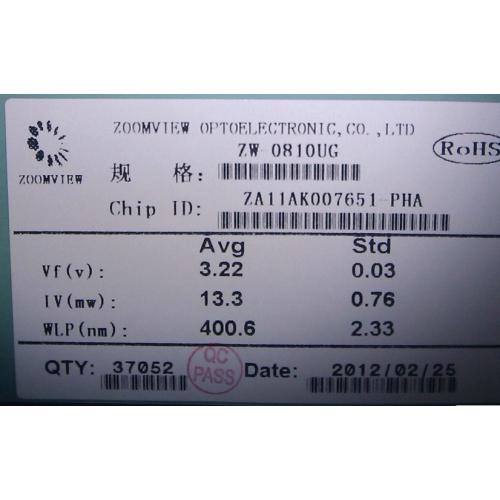 ZOOMVIEW OPTOELECTRONIC,CO.,LTD
ZOOMVIEW
规 格: ZW 0810UG
RoHS
Chip ID: ZA11AK007651-PHA
Avg Std
Vf(v): 3.22 0.03
IV(mw): 13.3 0.76
WLP(nm): 400.6 2.33
QTY: 37052 QC PASS Date: 2012/02/25